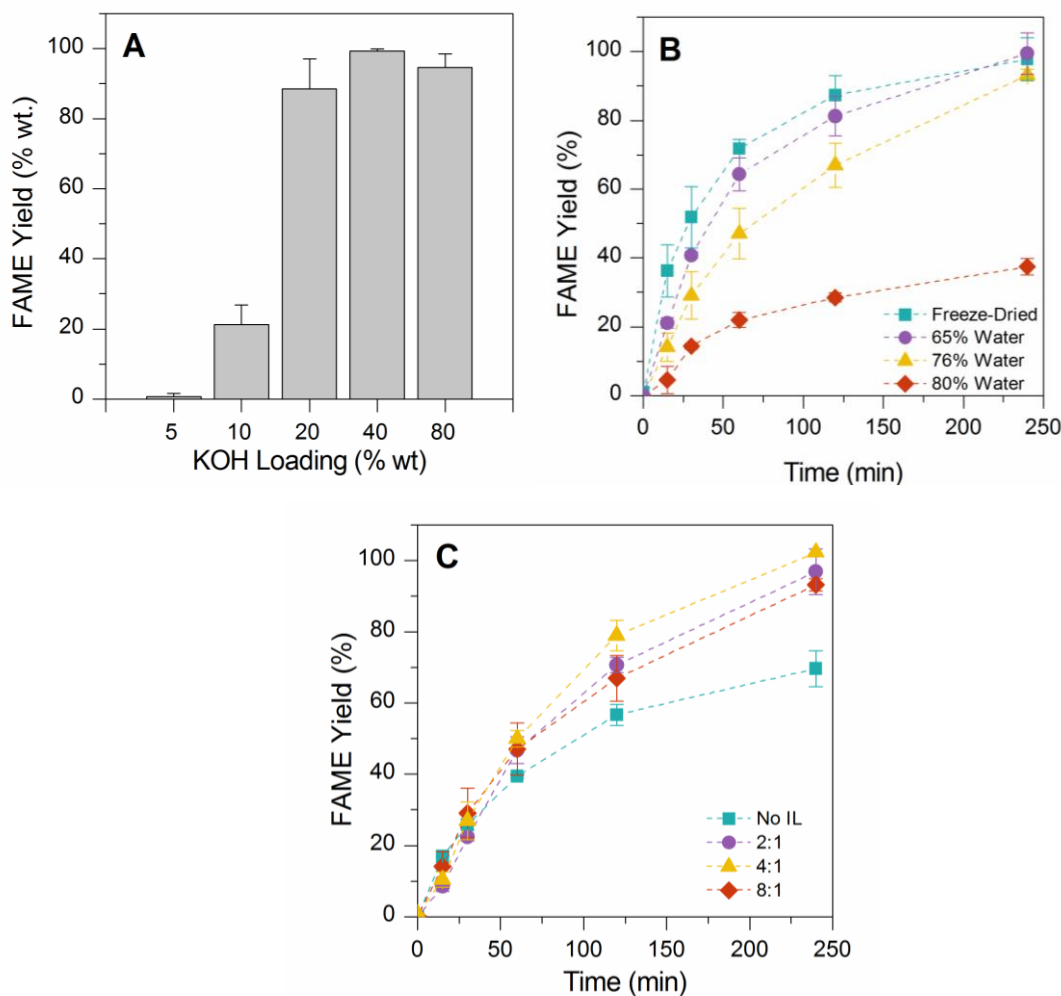 A
FAME Yield (% wt.)
100
80
60
40
20
0
5 10 20 40 80
KOH Loading (% wt)
B
FAME Yield (%)
100
80
60
40
20
0
Freeze-Dried
65% Water
76% Water
80% Water
0 50 100 150 200 250
Time (min)
C
FAME Yield (%)
100
80
60
40
20
0
No IL
2:1
4:1
8:1
0 50 100 150 200 250
Time (min)